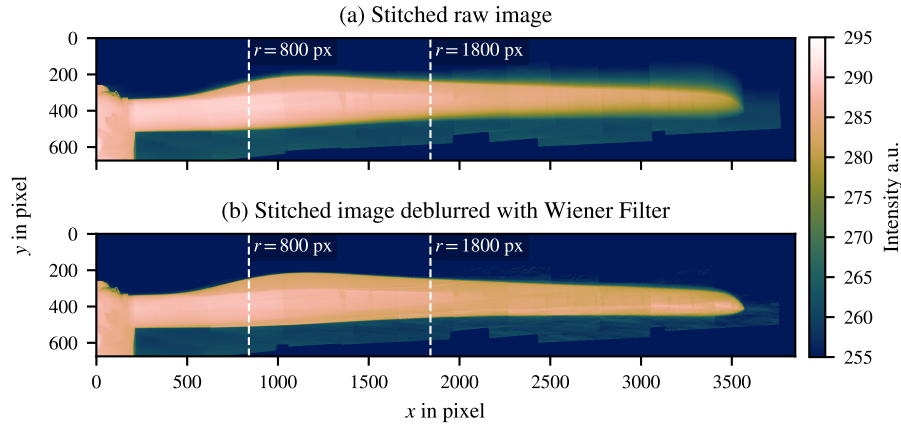 (a) Stitched raw image
0
200
400
600
r = 800 px
r = 1800 px
(b) Stitched image deblurred with Wiener Filter
0
200
400
600
r = 800 px
r = 1800 px
0 500 1000 1500 2000 2500 3000 3500
x in pixel
y in pixel
295
290
285
280
275
270
265
260
255
Intensity a.u.